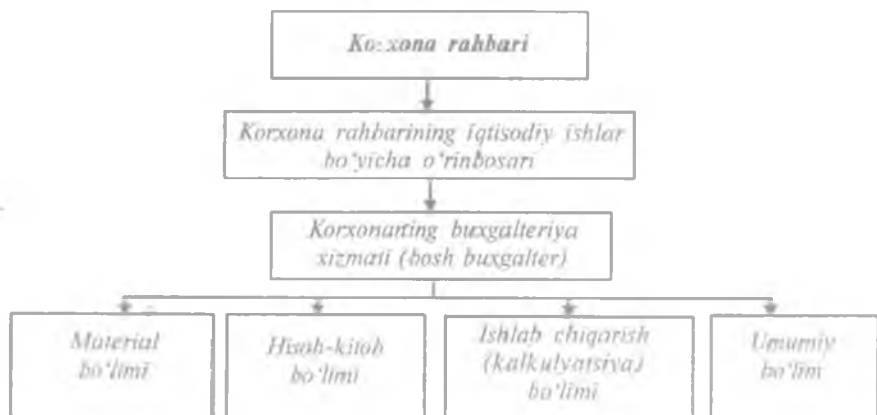 Korxona rahbari
Korxona rahbarining iqtisodiy ishlar
bo‘yicha o‘rinbosari
Korxonaning buxgalteriya
xizmati (bosh buxgalter)
Material
bo‘limi
Hisob-kitob
bo‘limi
Ishlab chiqarish
(kalkulyatsiya)
bo‘limi
Umumiy
bo‘lim